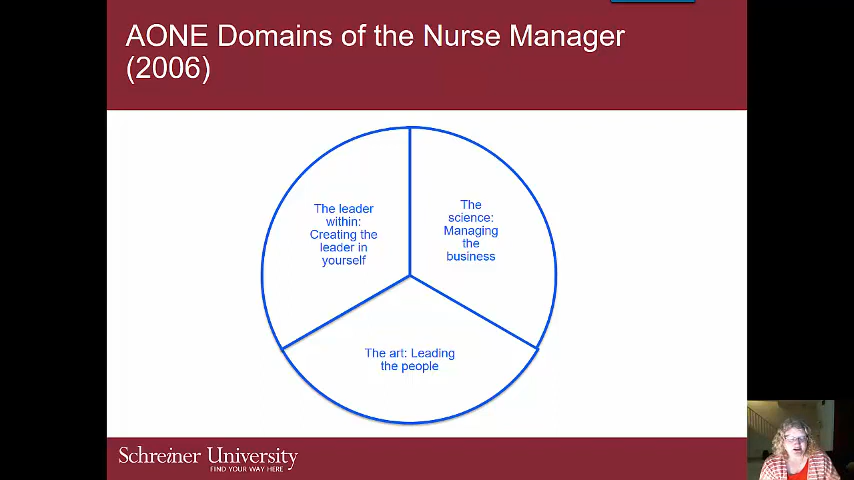 AONE Domains of the Nurse Manager
(2006)
The leader
within:
Creating the
leader in
yourself
The
science:
Managing
the
business
The art: Leading
the people
Schreiner University
FIND YOUR WAY HERE